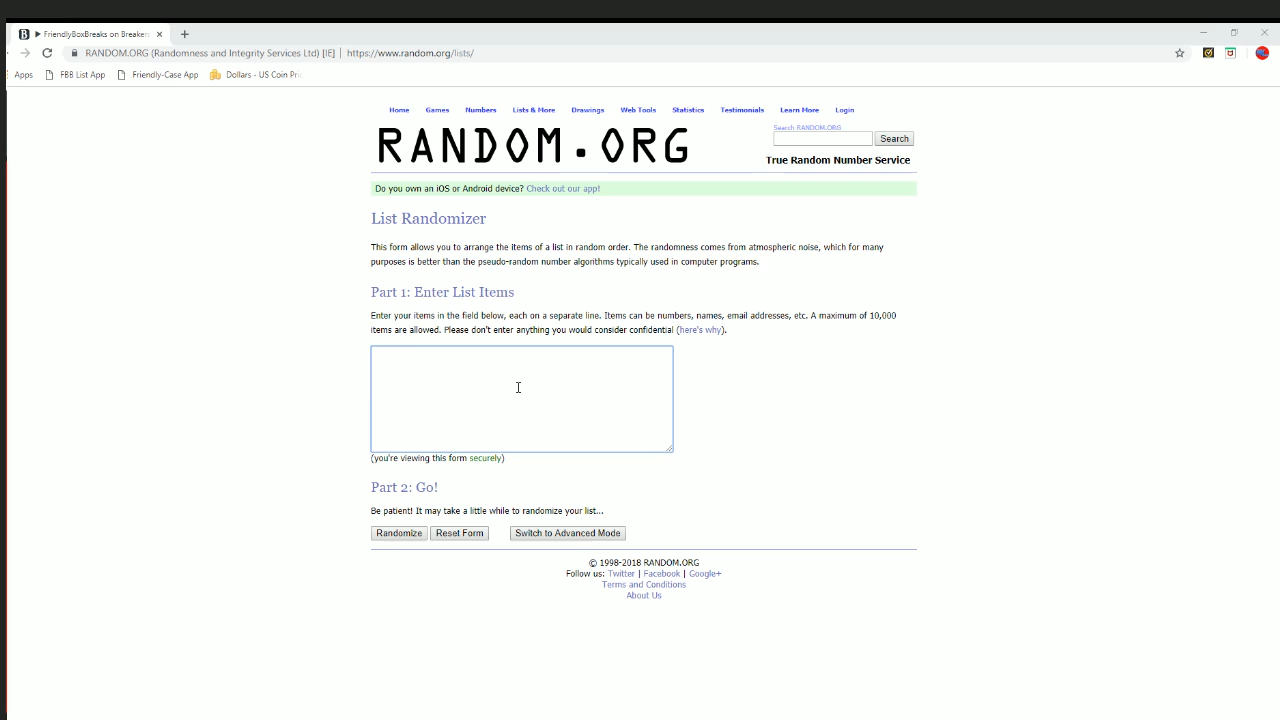 FriendlyBoxBreaks on Breakers
RANDOM.ORG (Randomness and Integrity Services Ltd) [IE] | https://www.random.org/lists/
Apps FBB List App Friendly-Case App Dollars - US Coin Pric
Home Games Numbers Lists & More Drawings Web Tools Statistics Testimonials Learn More Login
RANDOM.ORG
Search RANDOM.ORG
Search
True Random Number Service
Do you own an iOS or Android device? Check out our app!
List Randomizer
This form allows you to arrange the items of a list in random order. The randomness comes from atmospheric noise, which for many
purposes is better than the pseudo-random number algorithms typically used in computer programs.
Part 1: Enter List Items
Enter your items in the field below, each on a separate line. Items can be numbers, names, email addresses, etc. A maximum of 10,000
items are allowed. Please don't enter anything you would consider confidential (here's why).
(you're viewing this form securely)
Part 2: Go!
Be patient! It may take a little while to randomize your list...
Randomize Reset Form Switch to Advanced Mode
© 1998-2018 RANDOM.ORG
Follow us: Twitter | Facebook | Google+
Terms and Conditions
About Us